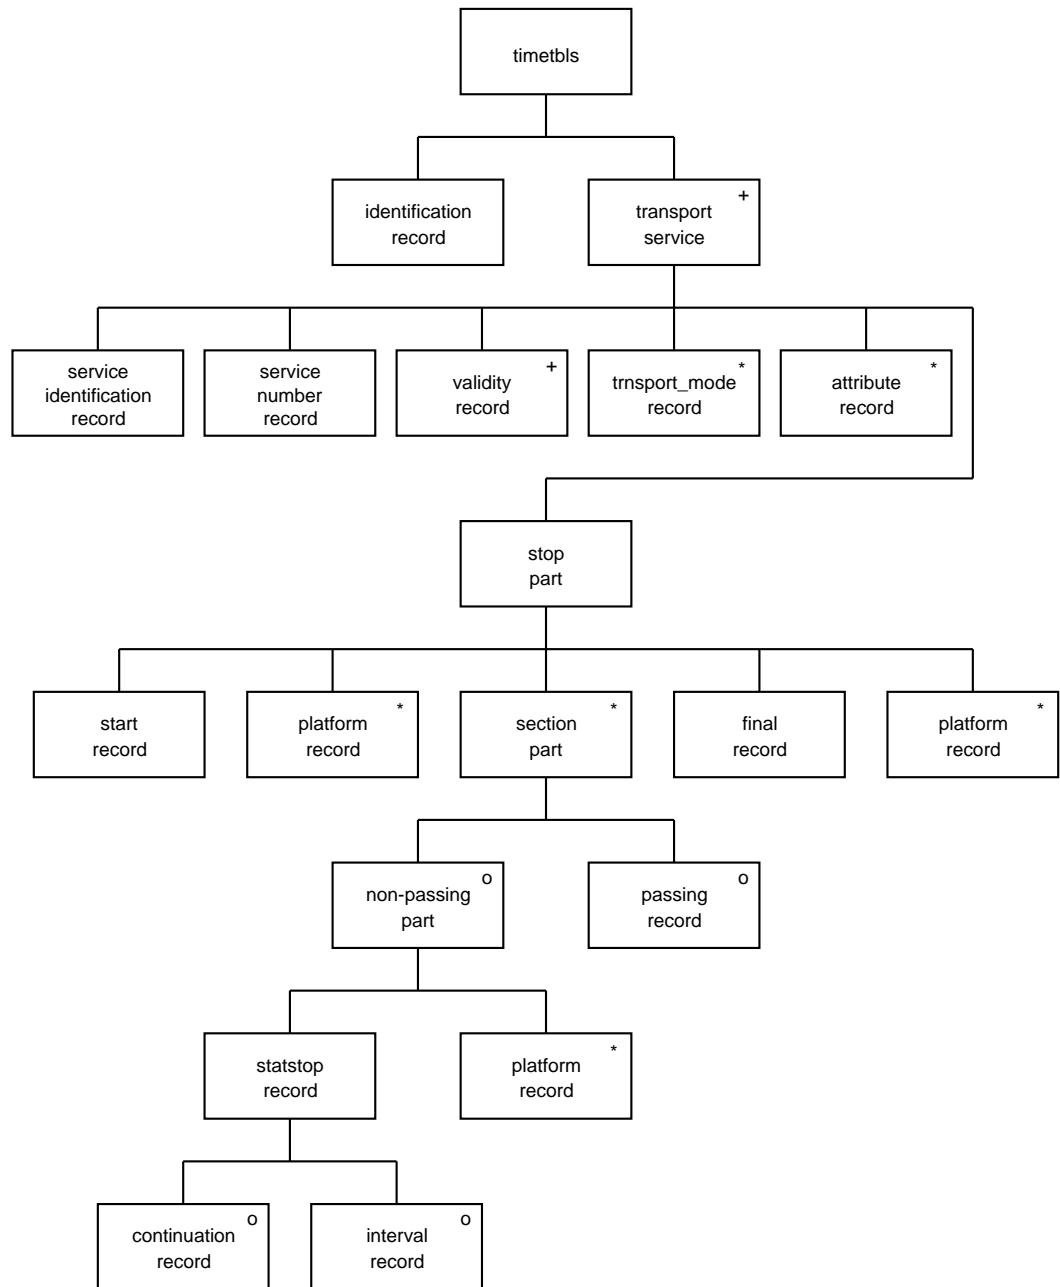 timetbls
identification
record
+
transport
service
service
identification
record
service
number
record
+
validity
record
*
trnsport_mode
record
*
attribute
record
stop
part
start
record
*
platform
record
*
section
part
final
record
*
platform
record
o
non-passing
part
o
passing
record
statstop
record
*
platform
record
o
continuation
record
o
interval
record